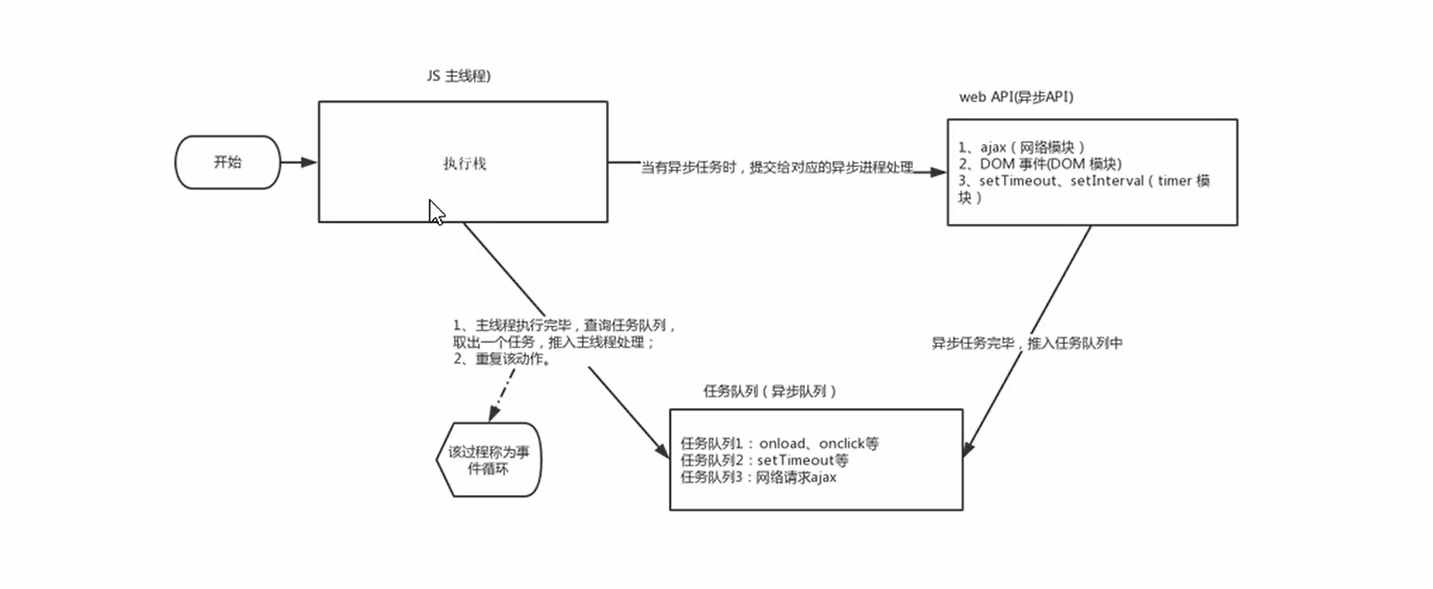 JS 主线程)
web API(异步API)
开始
执行栈
当有异步任务时，提交给对应的异步进程处理
1、ajax（网络模块）
2、DOM 事件(DOM 模块)
3、setTimeout、setInterval（timer 模
块）
1、主线程执行完毕，查询任务队列，
取出一个任务，推入主线程处理；
2、重复该动作。
异步任务完毕，推入任务队列中
任务队列（异步队列）
该过程称为事
件循环
任务队列1：onload、onclick等
任务队列2：setTimeout等
任务队列3：网络请求ajax